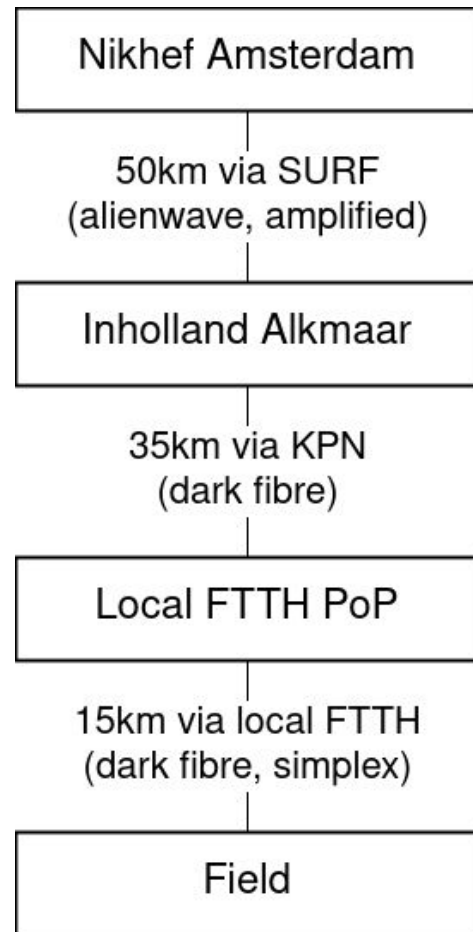 Nikhef Amsterdam
50km via SURF
(alienwave, amplified)
Inholland Alkmaar
35km via KPN
(dark fibre)
Local FTTH PoP
15km via local FTTH
(dark fibre, simplex)
Field